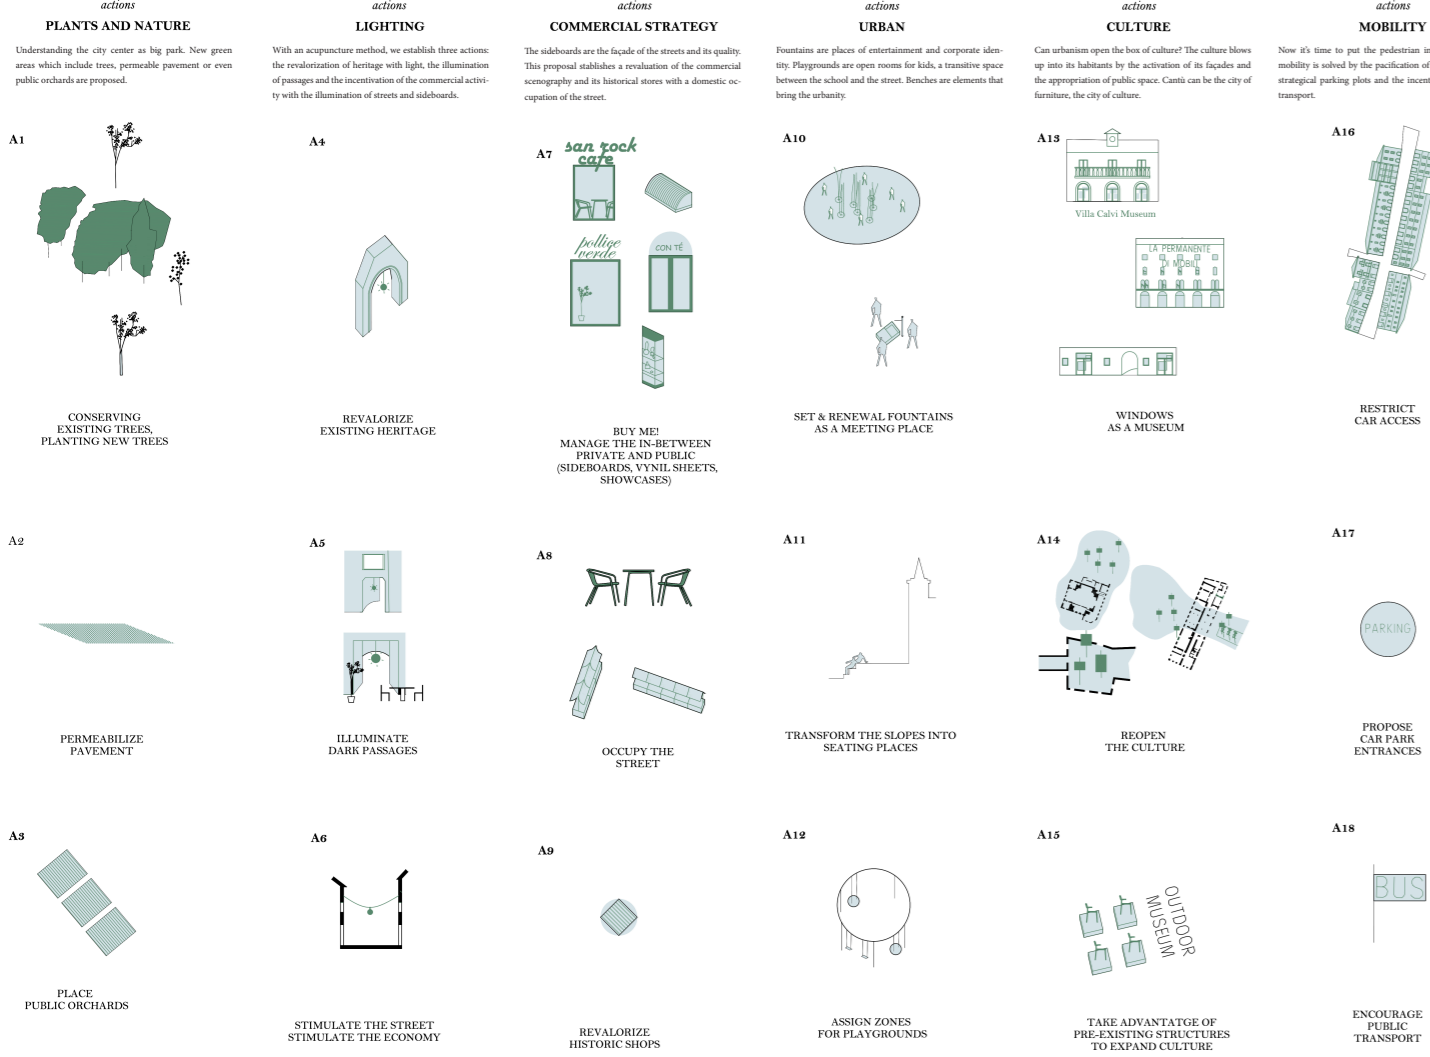 actions
PLANTS AND NATURE
Understanding the city center as big park. New green
areas which include trees, permeable pavement or even
public orchards are proposed.
A1
CONSERVING
EXISTING TREES,
PLANTING NEW TREES
A2
PERMEABILIZE
PAVEMENT
A3
PLACE
PUBLIC ORCHARDS
actions
LIGHTING
With an acupuncture method, we establish three actions:
the revalorization of heritage with light, the illumination
of passages and the incentivation of the commercial activi-
ty with the illumination of streets and sideboards.
A4
REVALORIZE
EXISTING HERITAGE
A5
ILLUMINATE
DARK PASSAGES
A6
STIMULATE THE STREET
STIMULATE THE ECONOMY
actions
COMMERCIAL STRATEGY
The sideboards are the façade of the streets and its quality.
This proposal stablishes a revaluation of the commercial
scenography and its historical stores with a domestic oc-
cupation of the street.
A7
san rock
cafe
pollice
verde
CON TÉ
BUY ME!
MANAGE THE IN-BETWEEN
PRIVATE AND PUBLIC
(SIDEBOARDS, VYNIL SHEETS,
SHOWCASES)
A8
OCCUPY THE
STREET
A9
REVALORIZE
HISTORIC SHOPS
actions
URBAN
Fountains are places of entertainment and corporate iden-
tity. Playgrounds are open rooms for kids, a transitive space
between the school and the street. Benches are elements that
bring the urbanity.
A10
SET & RENEWAL FOUNTAINS
AS A MEETING PLACE
A11
TRANSFORM THE SLOPES INTO
SEATING PLACES
A12
ASSIGN ZONES
FOR PLAYGROUNDS
actions
CULTURE
Can urbanism open the box of culture? The culture blows
up into its habitants by the activation of its façades and
the appropriation of public space. Cantù can be the city of
furniture, the city of culture.
A13
Villa Calvi Museum
LA PERMANENTE
DI MOBILI
WINDOWS
AS A MUSEUM
A14
REOPEN
THE CULTURE
A15
OUTDOOR
MUSEUM
TAKE ADVANTATGE OF
PRE-EXISTING STRUCTURES
TO EXPAND CULTURE
actions
MOBILITY
Now it's time to put the pedestrian in
mobility is solved by the pacification of
strategical parking plots and the incent
transport.
A16
RESTRICT
CAR ACCESS
A17
PARKING
PROPOSE
CAR PARK
ENTRANCES
A18
BUS
ENCOURAGE
PUBLIC
TRANSPORT